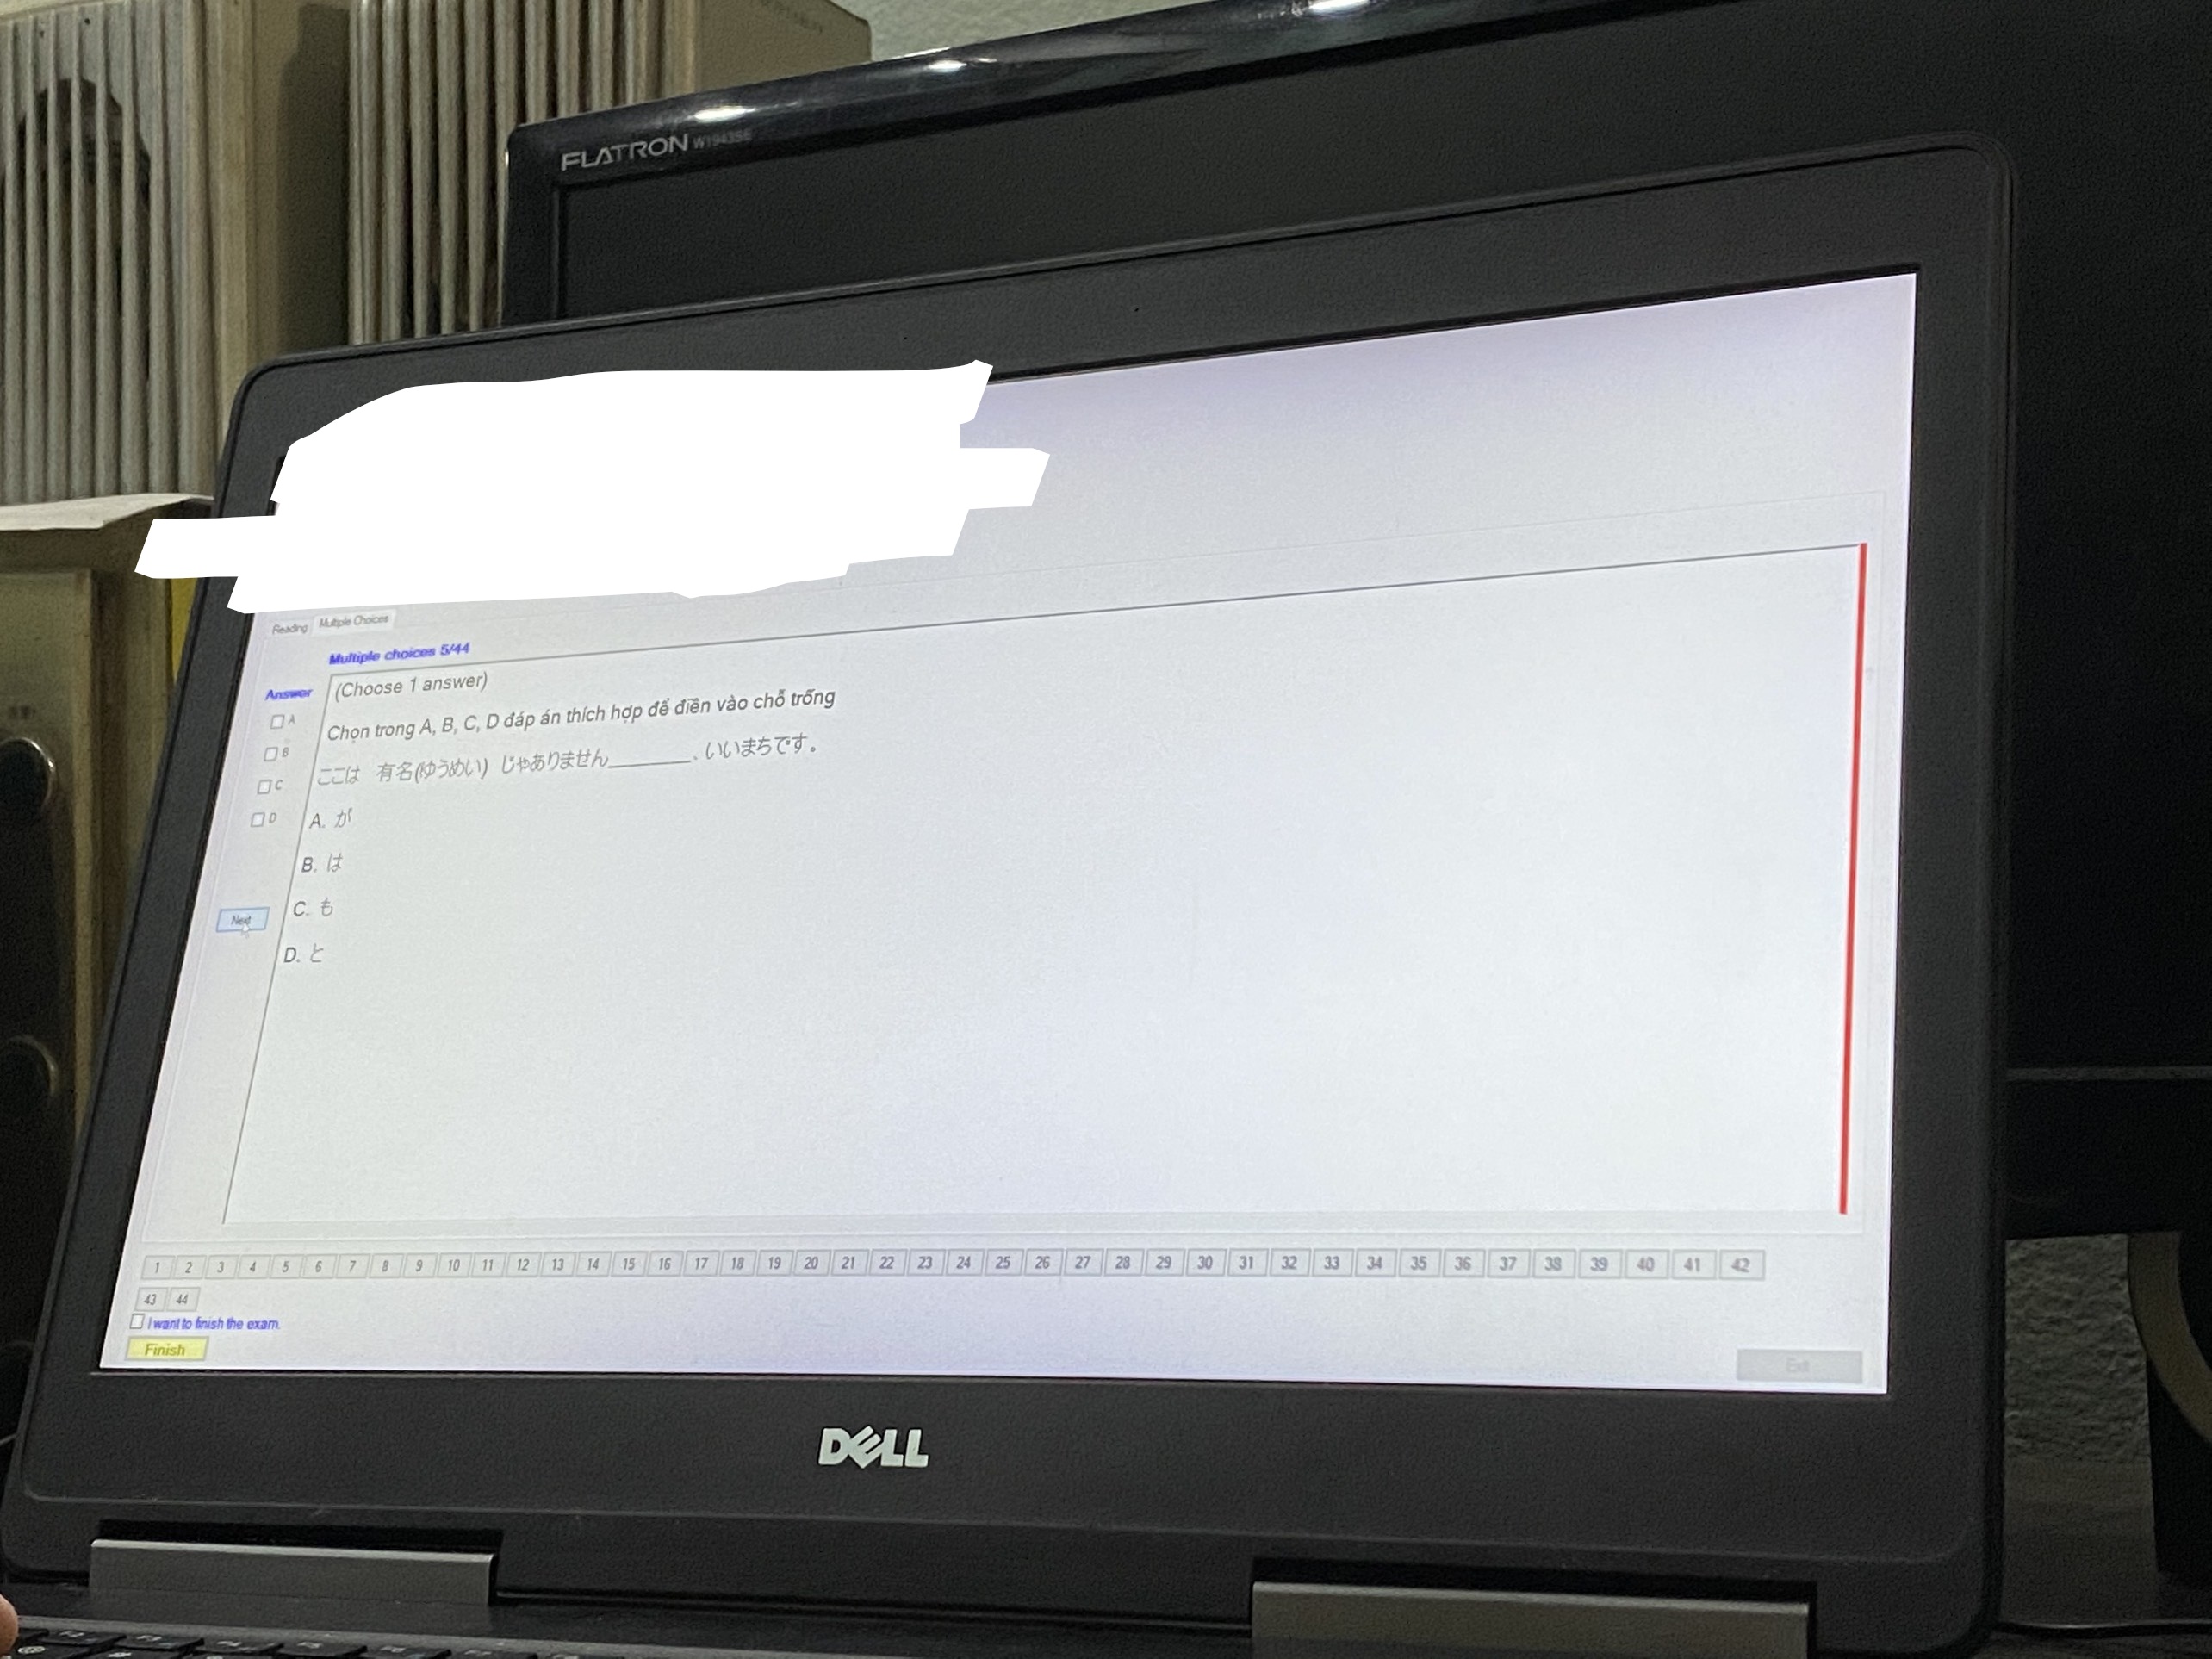 FLATRON W1943SE
Reading Multiple Choices
Multiple choices 5/44
Answer
(Choose 1 answer)
A
Chọn trong A, B, C, D đáp án thích hợp để điền vào chỗ trống
B
ここは 有名(ゆうめい) じゃありません________、いいまちです。
C
D
A. が
B. は
Next
C. も
D. と
1 2 3 4 5 6 7 8 9 10 11 12 13 14 15 16 17 18 19 20 21 22 23 24 25 26 27 28 29 30 31 32 33 34 35 36 37 38 39 40 41 42
43 44
I want to finish the exam.
Finish
Exit
DELL